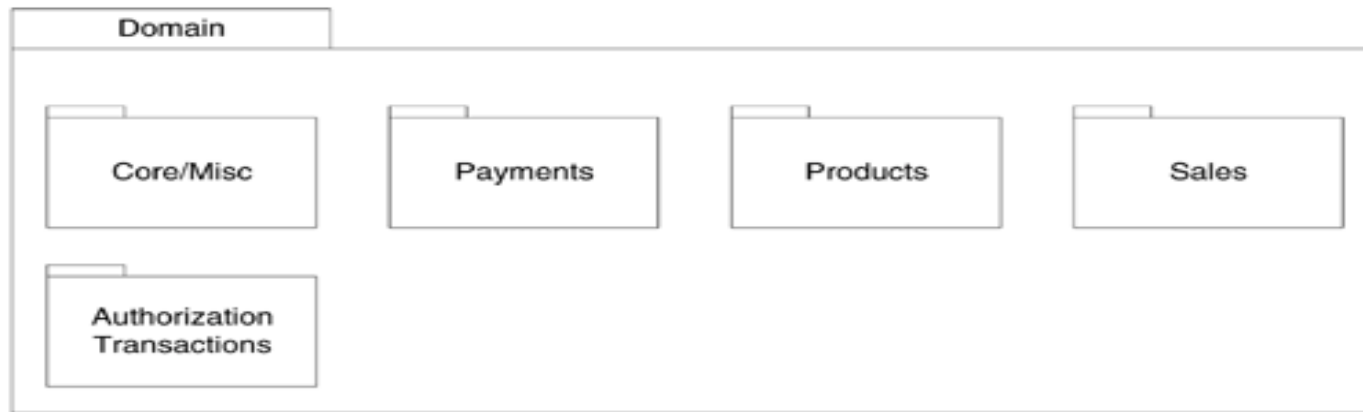 Domain
Core/Misc
Payments
Products
Sales
Authorization
Transactions